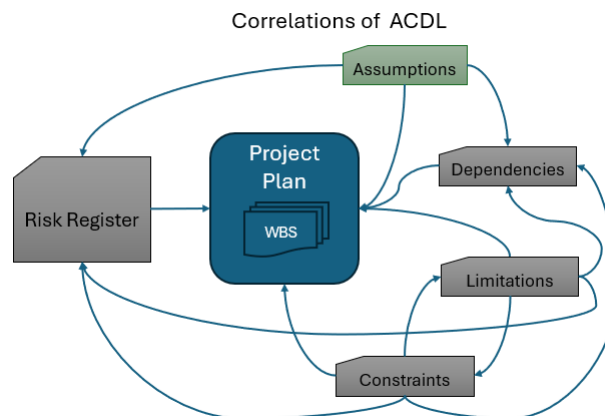 Correlations of ACDL
Assumptions
Project
Plan
WBS
Dependencies
Risk Register
Limitations
Constraints